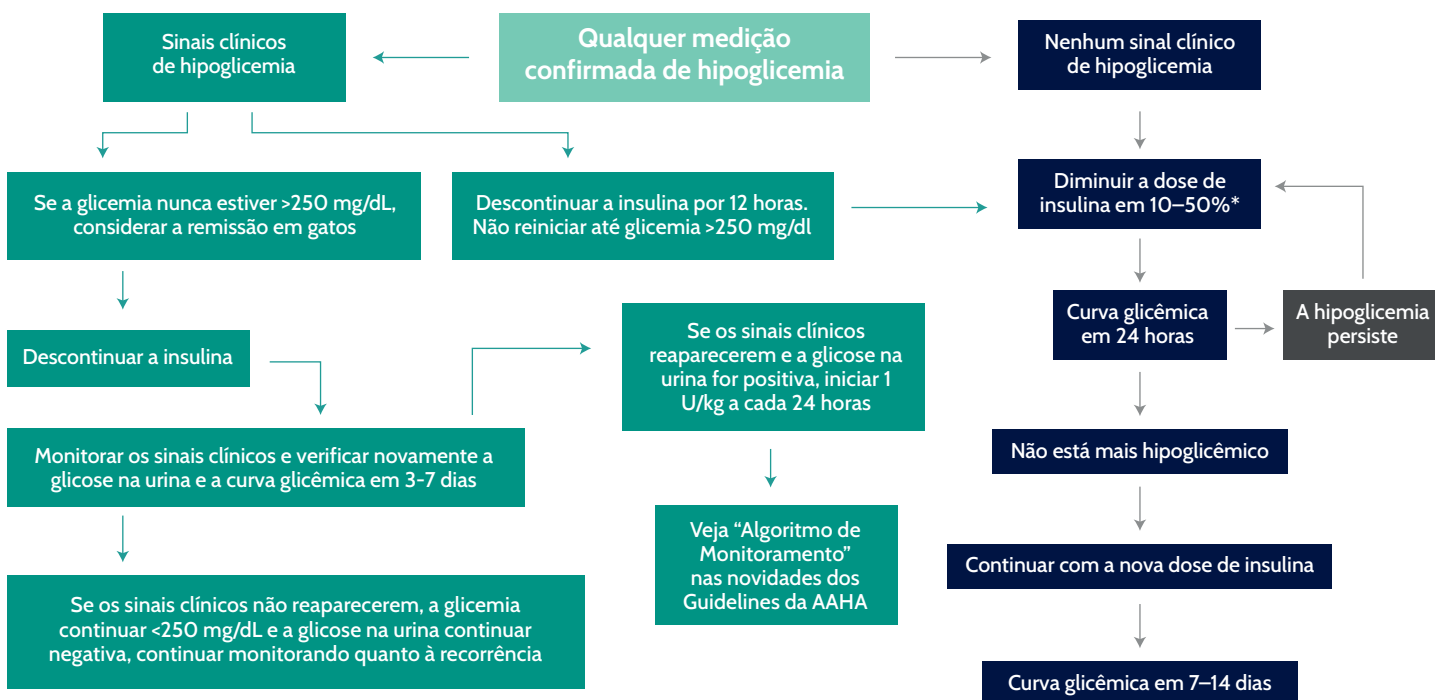 Sinais clínicos
de hipoglicemia
Qualquer medição
confirmada de hipoglicemia
Nenhum sinal clínico
de hipoglicemia
Se a glicemia nunca estiver >250 mg/dL,
considerar a remissão em gatos
Descontinuar a insulina por 12 horas.
Não reiniciar até glicemia >250 mg/dl
Diminuir a dose de
insulina em 10–50%*
Descontinuar a insulina
Se os sinais clínicos
reaparecerem e a glicose na
urina for positiva, iniciar 1
U/kg a cada 24 horas
Curva glicêmica
em 24 horas
A hipoglicemia
persiste
Monitorar os sinais clínicos e verificar novamente a
glicose na urina e a curva glicêmica em 3-7 dias
Não está mais hipoglicêmico
Veja “Algoritmo de
Monitoramento”
nas novidades dos
Guidelines da AAHA
Continuar com a nova dose de insulina
Se os sinais clínicos não reaparecerem, a glicemia
continuar <250 mg/dL e a glicose na urina continuar
negativa, continuar monitorando quanto à recorrência
Curva glicêmica em 7–14 dias